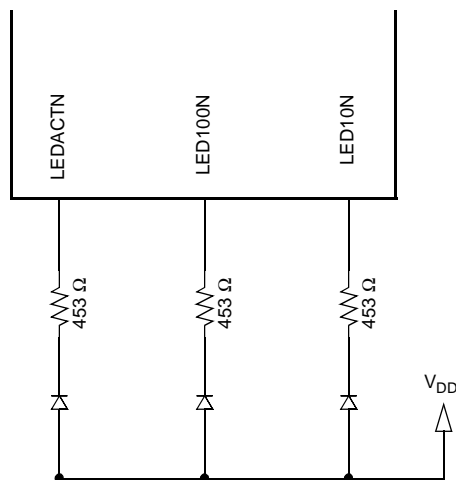 LEDACTN
LED100N
LED10N
453 Ω
453 Ω
453 Ω
VDD